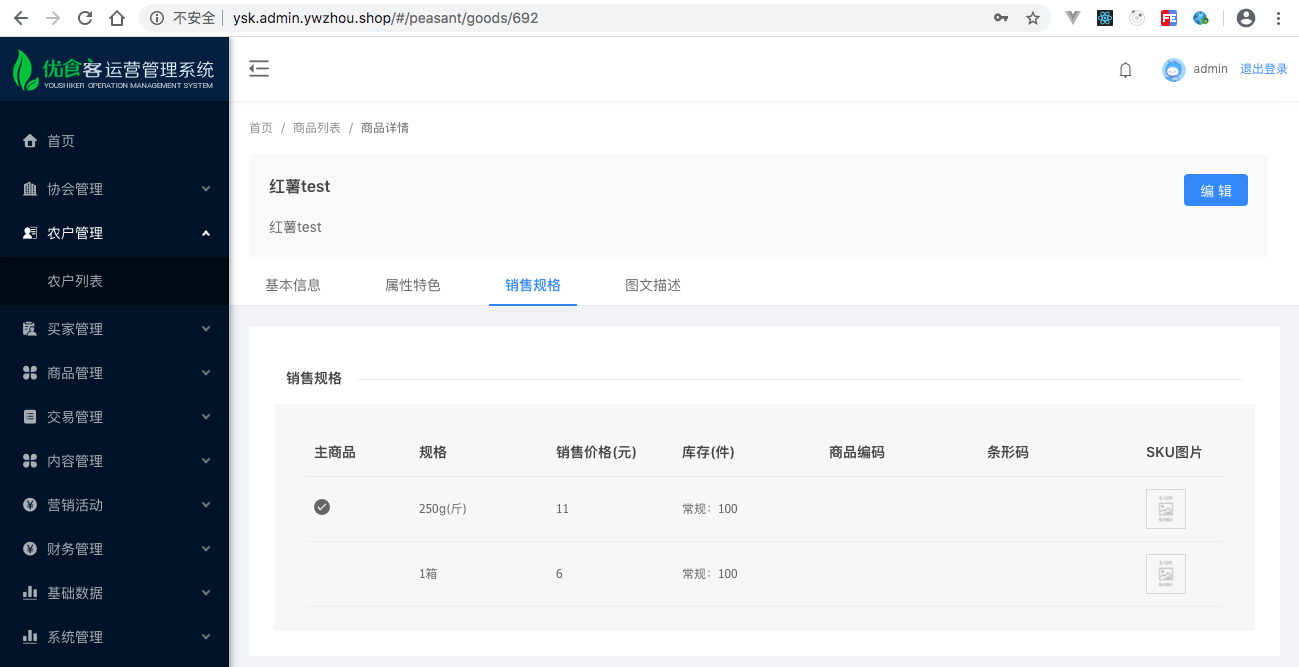 不安全 ysk.admin.ywzhou.shop/#/peasant/goods/692
优食客 运营管理系统
YOUSHIKER OPERATION MANAGEMENT SYSTEM
admin 退出登录
首页
协会管理
农户管理
农户列表
买家管理
商品管理
交易管理
内容管理
营销活动
财务管理
基础数据
系统管理
首页 / 商品列表 / 商品详情
红薯test
编 辑
红薯test
基本信息 属性特色 销售规格 图文描述
销售规格
主商品 规格 销售价格(元) 库存(件) 商品编码 条形码 SKU图片
250g(斤) 11 常规：100
1箱 6 常规：100